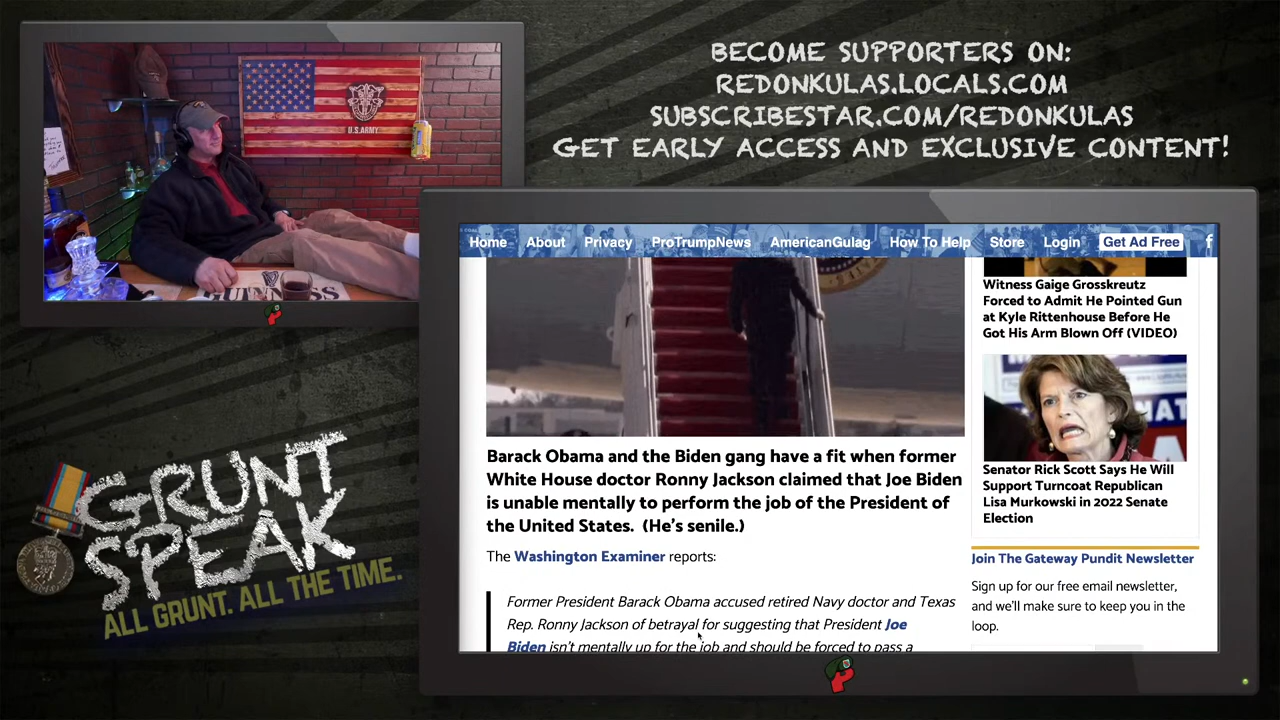 BECOME SUPPORTERS ON:
REDONKULAS.LOCALS.COM
SUBSCRIBESTAR.COM/REDONKULAS
GET EARLY ACCESS AND EXCLUSIVE CONTENT!
U.S.ARMY
GUINNESS
Home About Privacy ProTrumpNews AmericanGulag How To Help Store Login Get Ad Free f
Barack Obama and the Biden gang have a fit when former
White House doctor Ronny Jackson claimed that Joe Biden
is unable mentally to perform the job of the President of
the United States. (He's senile.)
The Washington Examiner reports:
Former President Barack Obama accused retired Navy doctor and Texas
Rep. Ronny Jackson of betrayal for suggesting that President Joe
Biden isn't mentally up for the job and should be forced to pass a
Witness Gaige Grosskreutz
Forced to Admit He Pointed Gun
at Kyle Rittenhouse Before He
Got His Arm Blown Off (VIDEO)
Senator Rick Scott Says He Will
Support Turncoat Republican
Lisa Murkowski in 2022 Senate
Election
Join The Gateway Pundit Newsletter
Sign up for our free email newsletter,
and we'll make sure to keep you in the
loop.
GRUNT
SPEAK
ALL GRUNT. ALL THE TIME.